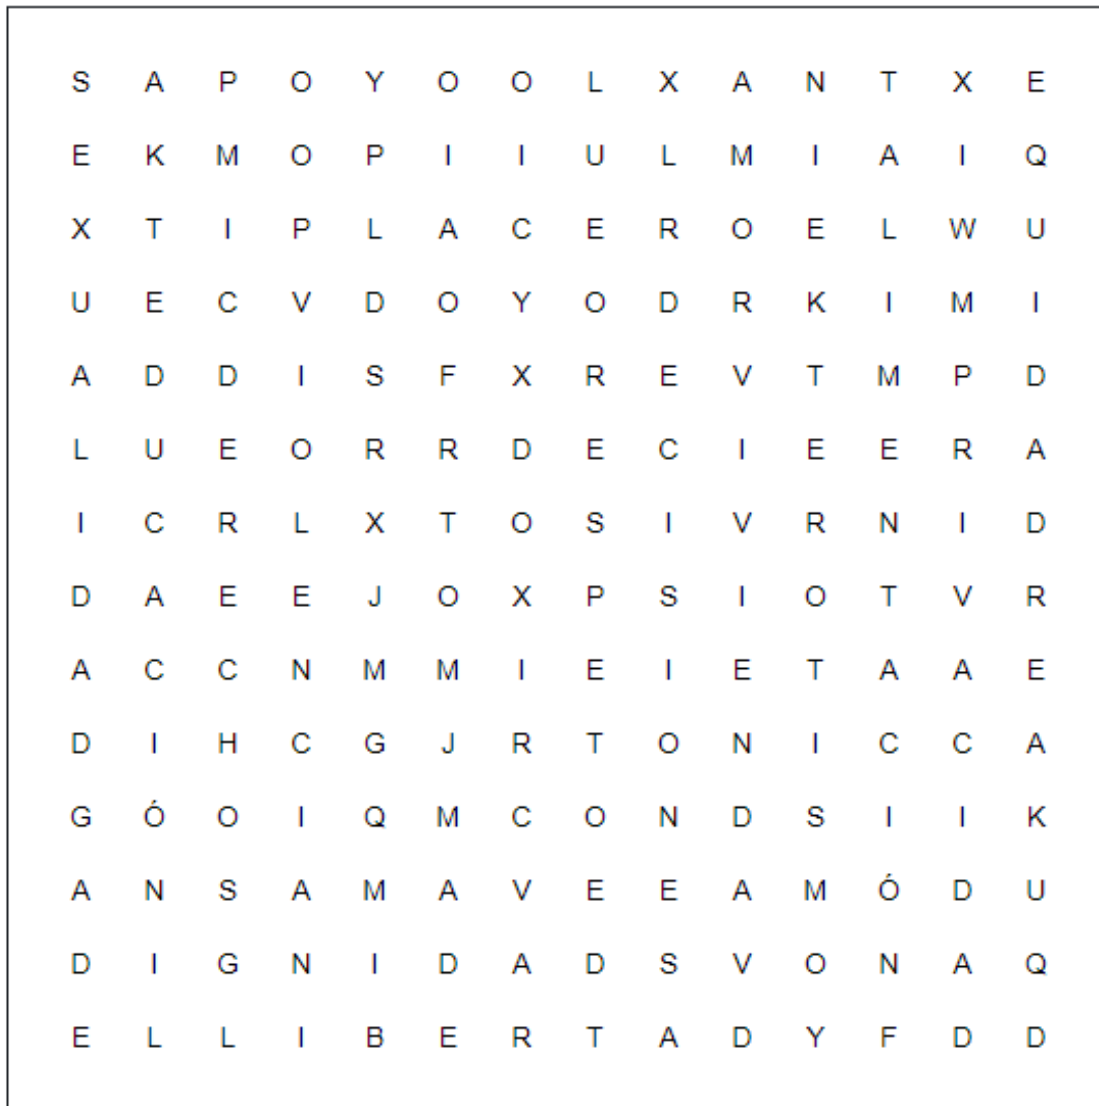 S A P O Y O O L X A N T X E
E K M O P I I U L M I A I Q
X T I P L A C E R O E L W U
U E C V D O Y O D R K I M I
A D D I S F X R E V T M P D
L U E O R R D E C I E E R A
I C R L X T O S I V R N I D
D A E E J O X P S I O T V R
A C C N M M I E I E T A A E
D I H C G J R T O N I C C A
G Ó O I Q M C O N D S I I K
A N S A M A V E E A M Ó D U
D I G N I D A D S V O N A Q
E L L I B E R T A D Y F D D